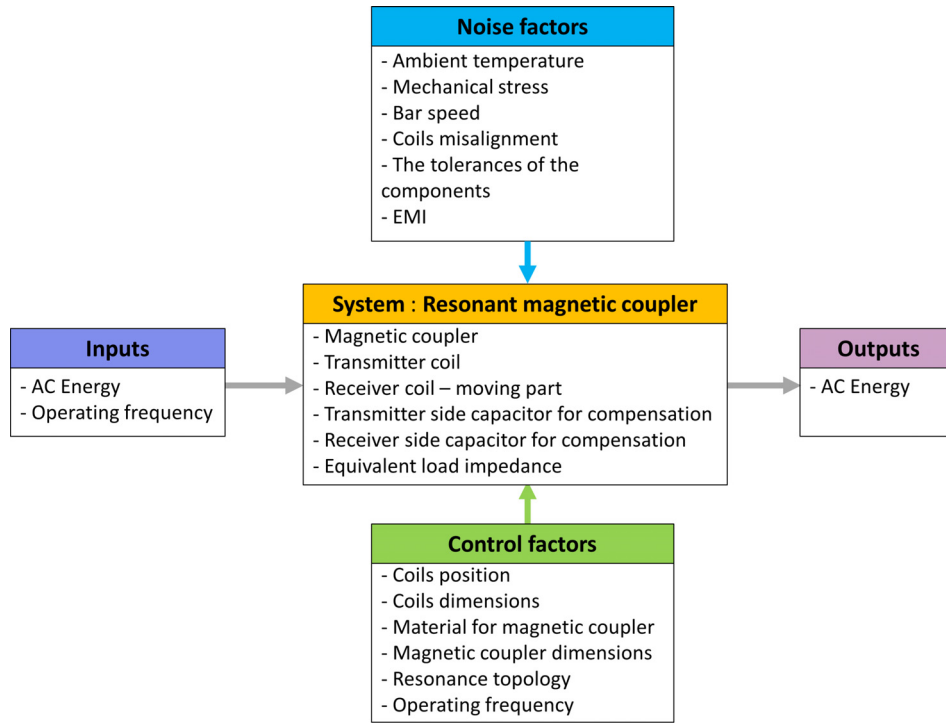 Noise factors
- Ambient temperature
- Mechanical stress
- Bar speed
- Coils misalignment
- The tolerances of the
components
- EMI
System : Resonant magnetic coupler
- Magnetic coupler
- Transmitter coil
- Receiver coil – moving part
- Transmitter side capacitor for compensation
- Receiver side capacitor for compensation
- Equivalent load impedance
Inputs
- AC Energy
- Operating frequency
Outputs
- AC Energy
Control factors
- Coils position
- Coils dimensions
- Material for magnetic coupler
- Magnetic coupler dimensions
- Resonance topology
- Operating frequency